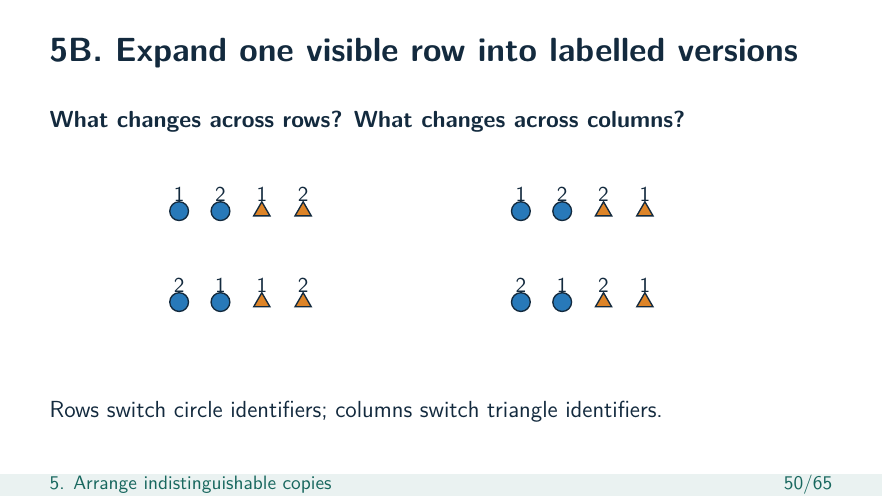 5B. Expand one visible row into labelled versions
What changes across rows? What changes across columns?
1 2 1 2 1 2 2 1
2 1 1 2 2 1 2 1
Rows switch circle identifiers; columns switch triangle identifiers.
5. Arrange indistinguishable copies 50/65